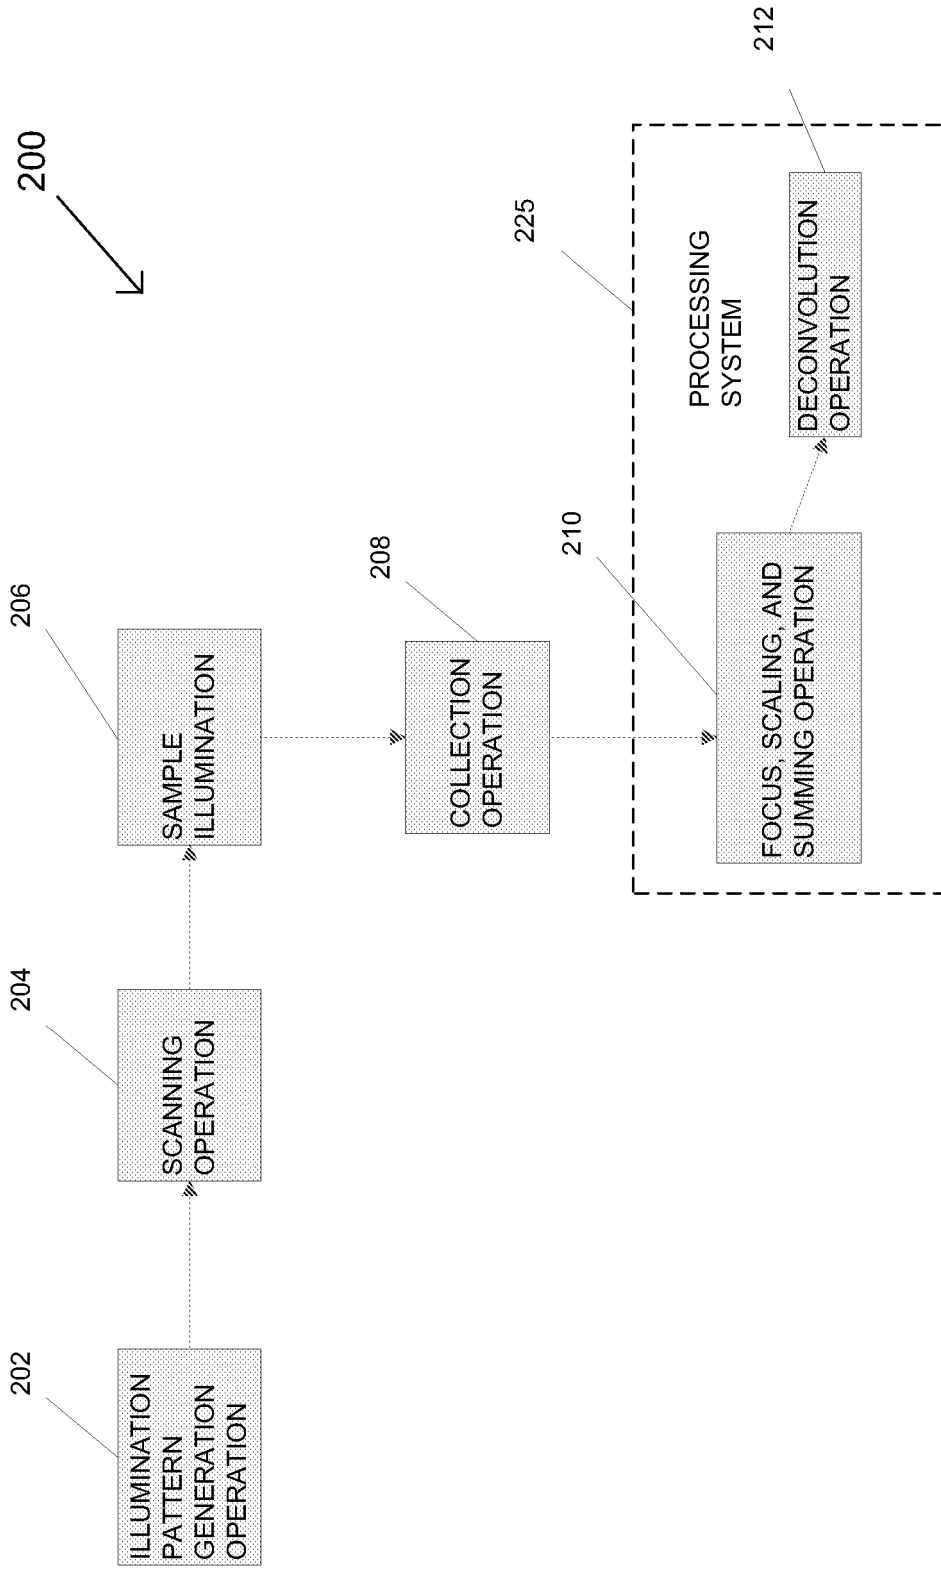 200
202
ILLUMINATION
PATTERN
GENERATION
OPERATION
204
SCANNING
OPERATION
206
SAMPLE
ILLUMINATION
208
COLLECTION
OPERATION
225
PROCESSING
SYSTEM
210
FOCUS, SCALING, AND
SUMMING OPERATION
212
DECONVOLUTION
OPERATION